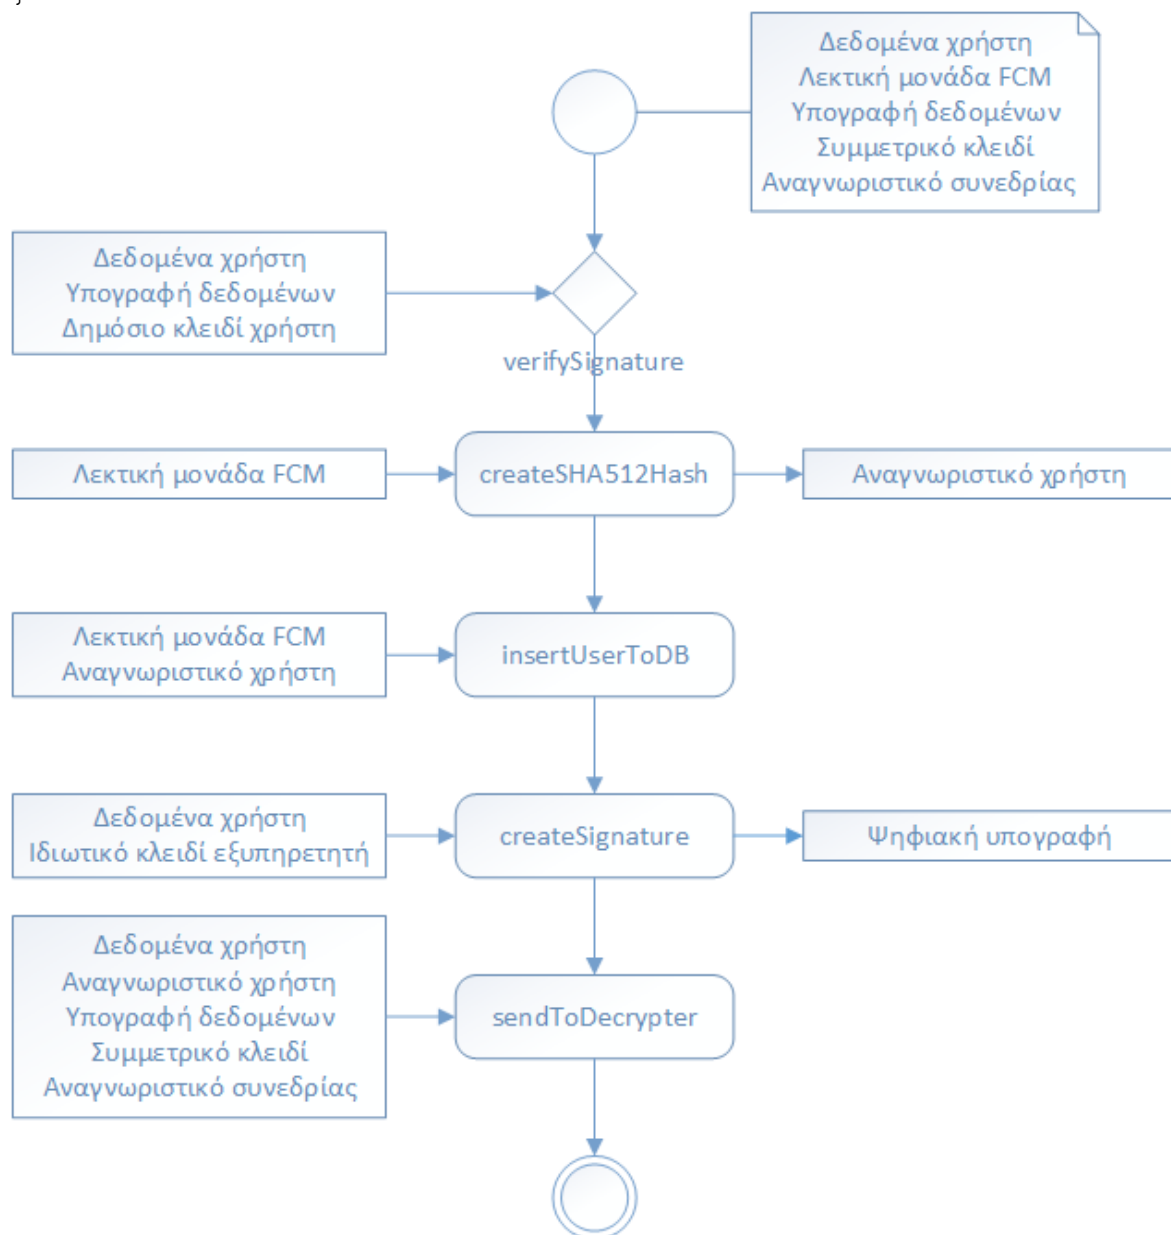 Δεδομένα χρήστη
Λεκτική μονάδα FCM
Υπογραφή δεδομένων
Συμμετρικό κλειδί
Αναγνωριστικό συνεδρίας
Δεδομένα χρήστη
Υπογραφή δεδομένων
Δημόσιο κλειδί χρήστη
verifySignature
Λεκτική μονάδα FCM
createSHA512Hash
Αναγνωριστικό χρήστη
Λεκτική μονάδα FCM
Αναγνωριστικό χρήστη
insertUserToDB
Δεδομένα χρήστη
Ιδιωτικό κλειδί εξυπηρετητή
createSignature
Ψηφιακή υπογραφή
Δεδομένα χρήστη
Αναγνωριστικό χρήστη
Υπογραφή δεδομένων
Συμμετρικό κλειδί
Αναγνωριστικό συνεδρίας
sendToDecrypter